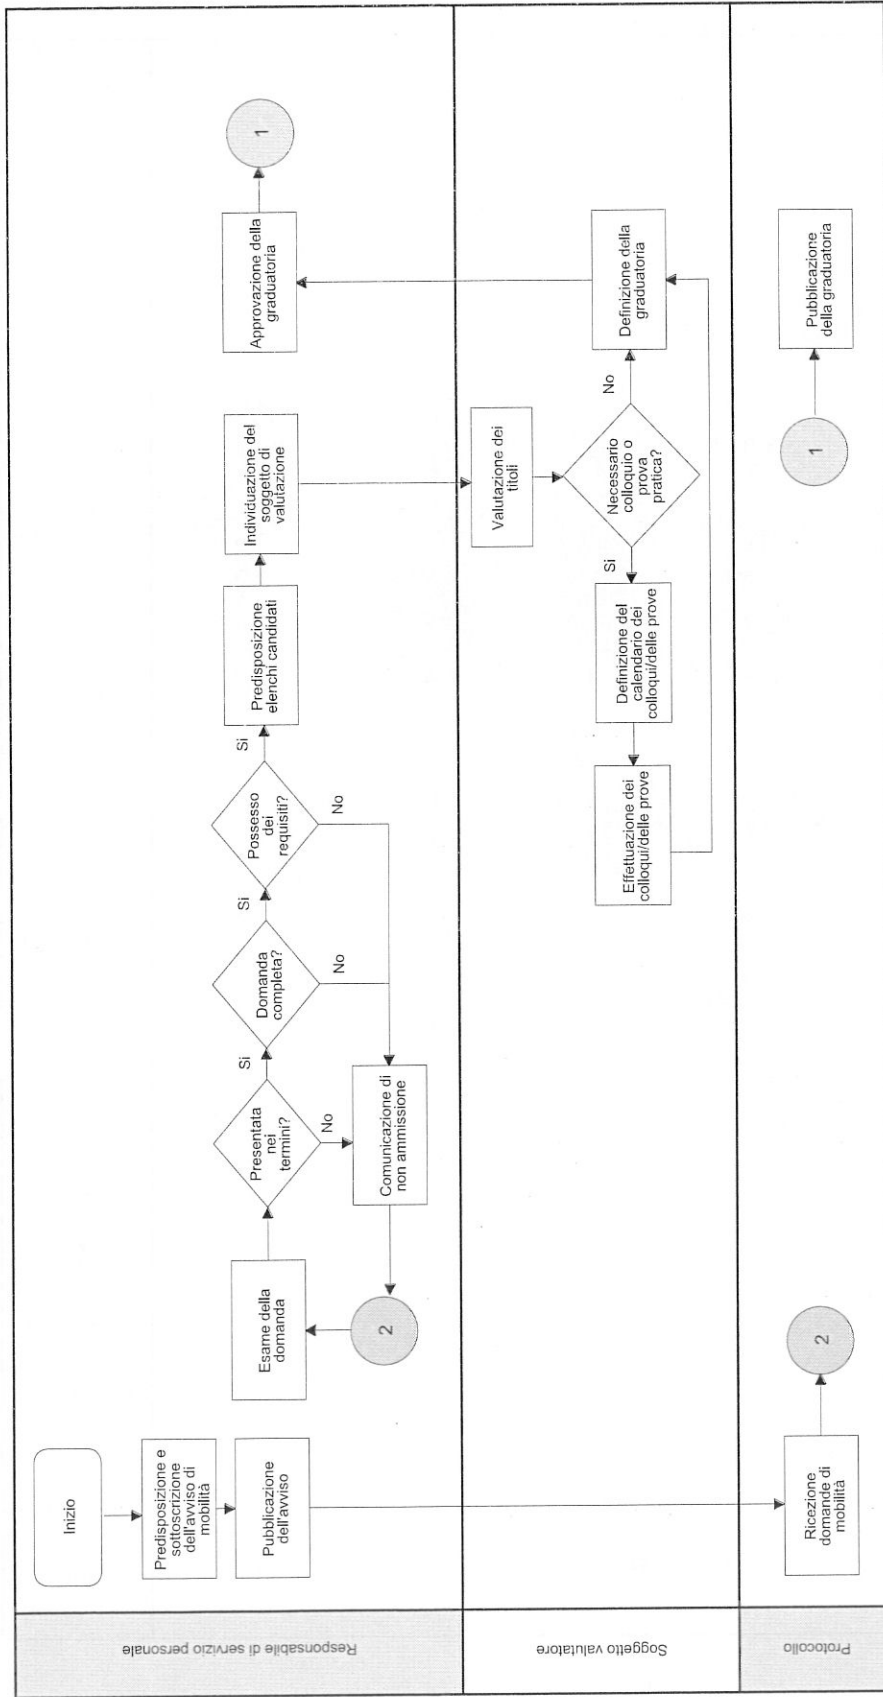 Responsabile di servizio personale
Inizio
Predisposizione e
sottoscrizione
dell'avviso di
mobilità
Pubblicazione
dell'avviso
Esame della
domanda
2
Presentata
nei
termini?
Si
No
Domanda
completa?
Si
No
Possesso
dei
requisiti?
Si
No
Comunicazione di
non ammissione
Predisposizione
elenchi candidati
Individuazione del
soggetto di
valutazione
Approvazione della
graduatoria
1
Soggetto valutatore
Valutazione dei
titoli
Necessario
colloquio o
prova
pratica?
Si
No
Definizione del
calendario dei
colloqui/delle prove
Effettuazione dei
colloqui/delle prove
Definizione della
graduatoria
Protocollo
Ricezione
domande di
mobilità
2
1
Pubblicazione
della graduatoria